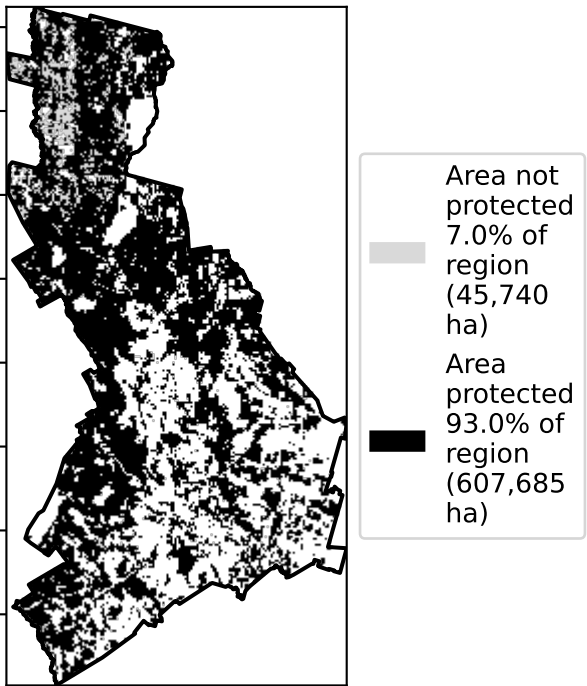 Area not
protected
7.0% of
region
(45,740
ha)
Area
protected
93.0% of
region
(607,685
ha)